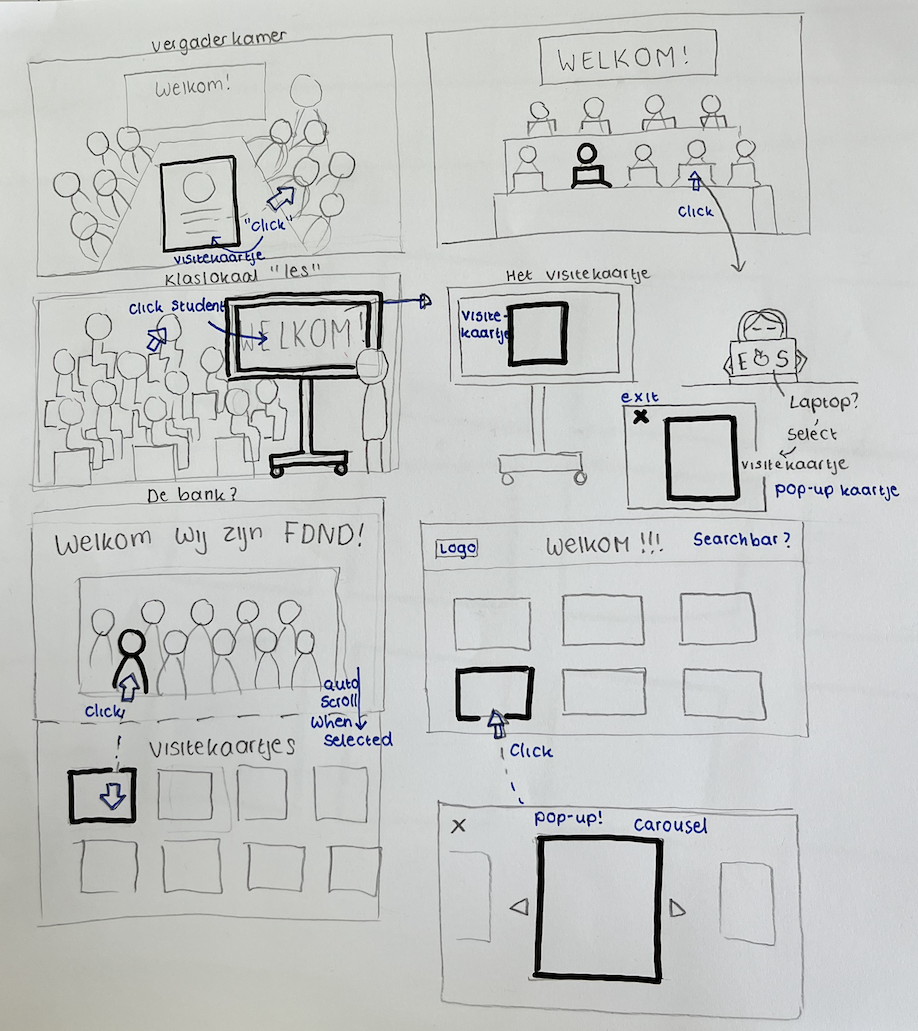 Vergaderkamer
Welkom!
"click"
visitekaartje
WELKOM!
click
Klaslokaal "les"
click student
WELKOM!
Het visitekaartje
visite-
kaartje
E S
Laptop?
select
visitekaartje
exit
X
pop-up kaartje
De bank?
Welkom wij zijn FDND!
click
auto
scroll
when
selected
visitekaartjes
Logo
WELKOM !!!
Searchbar?
Click
X
pop-up!
carousel